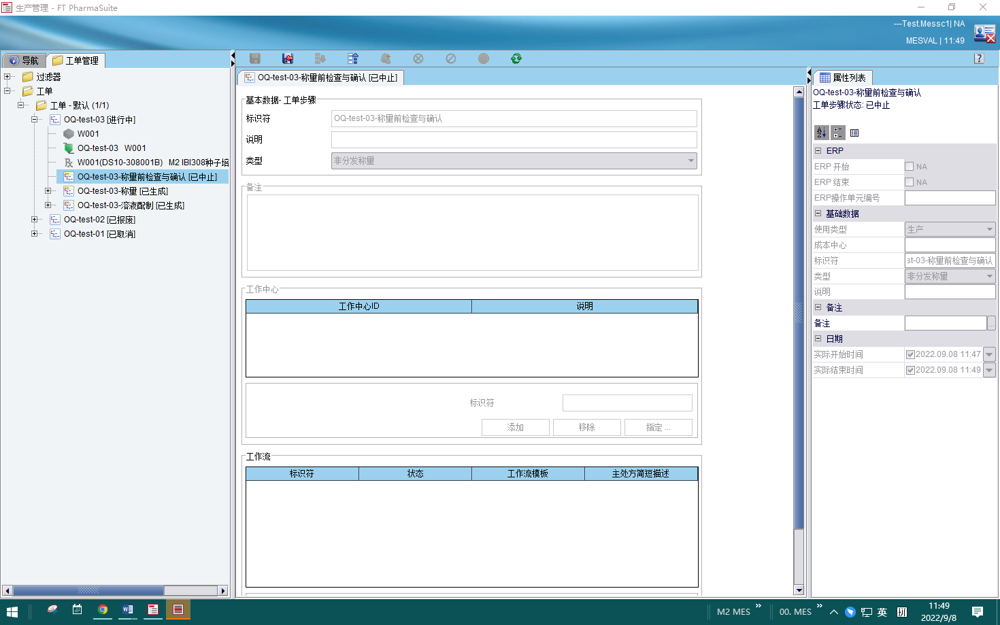 生产管理 - FT PharmaSuite
---Test.Messc1| NA
MESVAL | 11:49
导航
工单管理
过滤器
工单
工单 - 默认 (1/1)
OQ-test-03 [进行中]
W001
OQ-test-03 W001
W001(DS10-308001B) M2 IBI308种子培
OQ-test-03-称量前检查与确认 [已中止]
OQ-test-03-称量 [已生成]
OQ-test-03-溶液配制 [已生成]
OQ-test-02 [已报废]
OQ-test-01 [已取消]
OQ-test-03-称量前检查与确认 [已中止]
基本数据- 工单步骤
标识符
OQ-test-03-称量前检查与确认
说明
类型
非分发称量
备注
工作中心
工作中心ID 说明
标识符
添加 移除 指定 ...
工作流
标识符 状态 工作流模板 主处方简短描述
属性列表
OQ-test-03-称量前检查与确认
工单步骤状态: 已中止
ERP
ERP 开始 NA
ERP 结束 NA
ERP操作单元编号
基础数据
使用类型 生产
成本中心
标识符 st-03-称量前检查与确认
类型 非分发称量
说明
备注
备注 ...
日期
实际开始时间 2022.09.08 11:47
实际结束时间 2022.09.08 11:49
M2 MES
00. MES
英
拼
11:49
2022/9/8